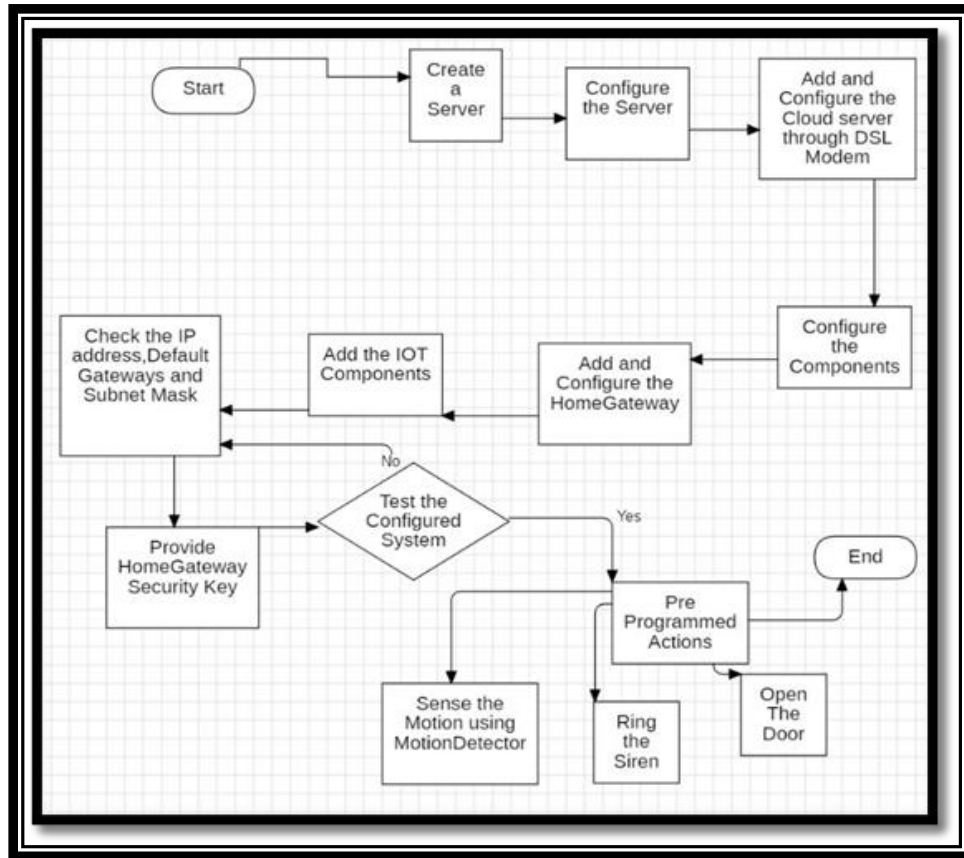 Start
Create
a
Server
Configure
the Server
Add and
Configure the
Cloud server
through DSL
Modem
Configure
the
Components
Add and
Configure the
HomeGateway
Add the IOT
Components
Check the IP
address,Default
Gateways and
Subnet Mask
Provide
HomeGateway
Security Key
No
Test the
Configured
System
Yes
Pre
Programmed
Actions
End
Sense the
Motion using
MotionDetector
Ring
the
Siren
Open
The
Door